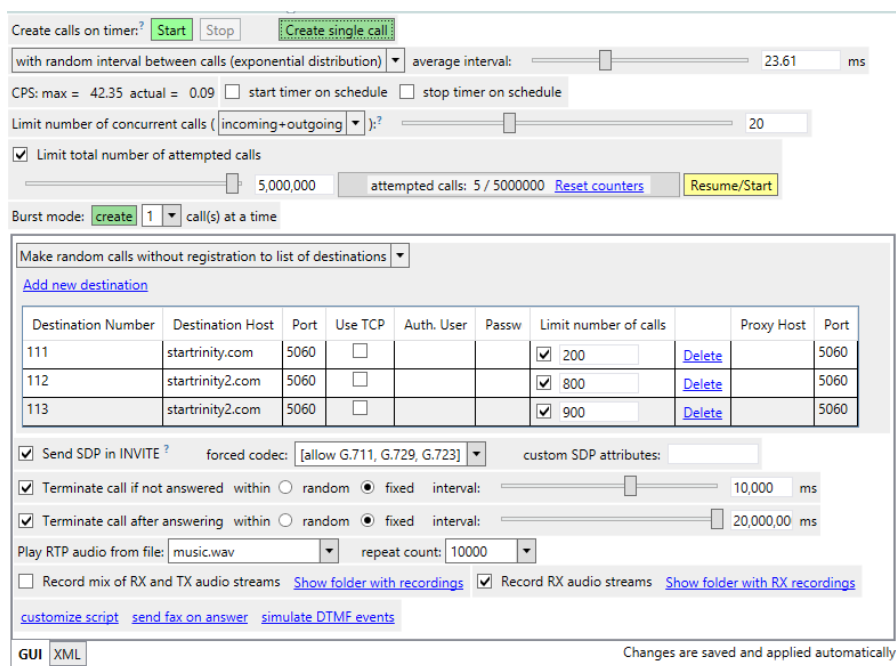 Create calls on timer:? Start Stop Create single call
with random interval between calls (exponential distribution) average interval: 23.61 ms
CPS: max = 42.35 actual = 0.09 start timer on schedule stop timer on schedule
Limit number of concurrent calls ( incoming+outgoing ):? 20
Limit total number of attempted calls
5,000,000 attempted calls: 5 / 5000000 Reset counters Resume/Start
Burst mode: create 1 call(s) at a time
Make random calls without registration to list of destinations
Add new destination
Destination Number Destination Host Port Use TCP Auth. User Passw Limit number of calls Proxy Host Port
111 startrinity.com 5060 200 Delete 5060
112 startrinity2.com 5060 800 Delete 5060
113 startrinity2.com 5060 900 Delete 5060
Send SDP in INVITE ? forced codec: [allow G.711, G.729, G.723] custom SDP attributes:
Terminate call if not answered within random fixed interval: 10,000 ms
Terminate call after answering within random fixed interval: 20,000,00 ms
Play RTP audio from file: music.wav repeat count: 10000
Record mix of RX and TX audio streams Show folder with recordings Record RX audio streams Show folder with RX recordings
customize script send fax on answer simulate DTMF events
GUI XML Changes are saved and applied automatically